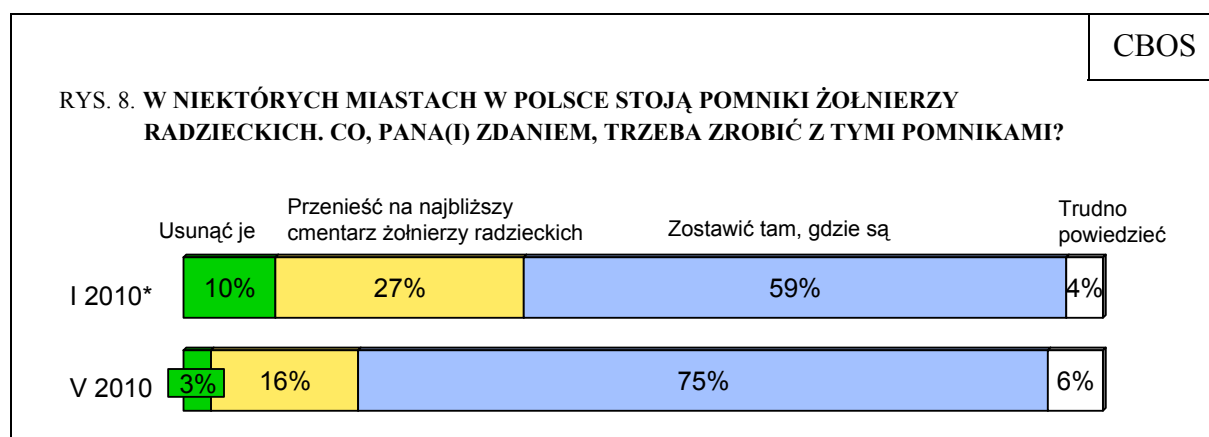 CBOS
RYS. 8. W NIEKTÓRYCH MIASTACH W POLSCE STOJĄ POMNIKI ŻOŁNIERZY
RADZIECKICH. CO, PANA(I) ZDANIEM, TRZEBA ZROBIĆ Z TYMI POMNIKAMI?
Usunąć je
Przenieść na najbliższy
cmentarz żołnierzy radzieckich
Zostawić tam, gdzie są
Trudno
powiedzieć
I 2010* 10% 27% 59% 4%
V 2010 3% 16% 75% 6%